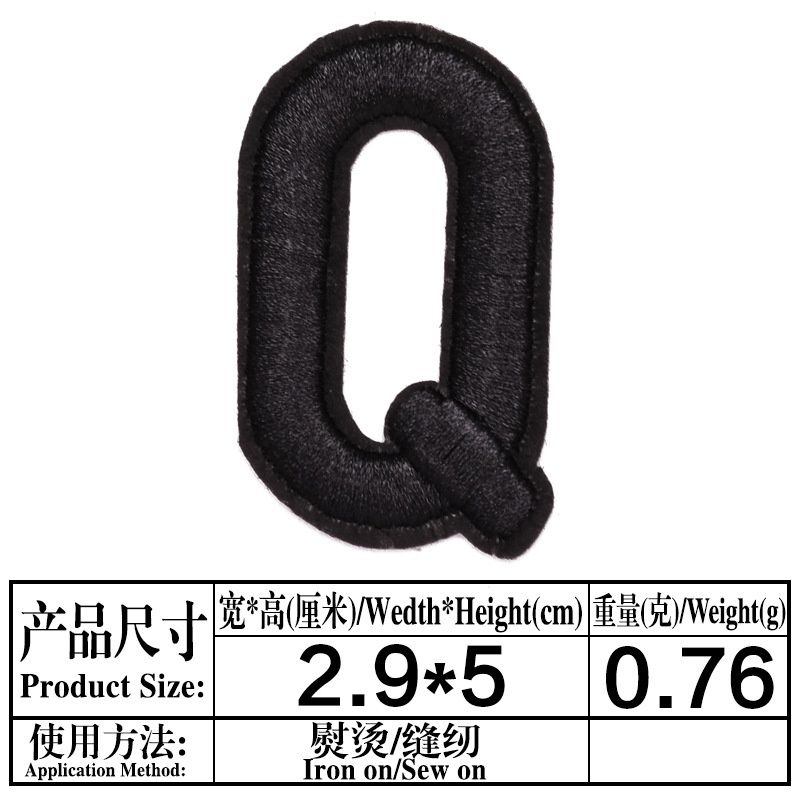 Q
产品尺寸
Product Size:
宽*高(厘米)/Wedth*Height(cm)
2.9*5
重量(克)/Weight(g)
0.76
使用方法:
Application Method:
熨烫/缝纫
Iron on/Sew on